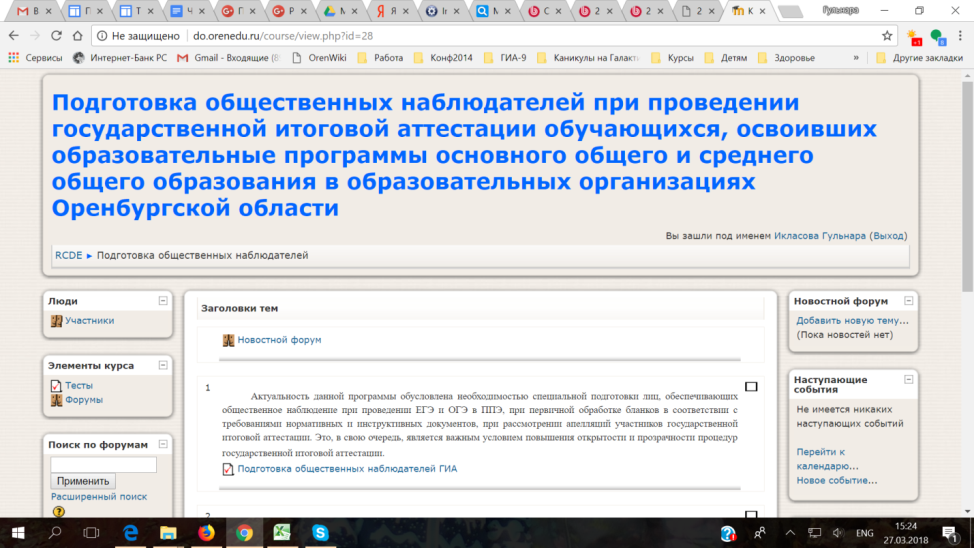 В
П
Т
Ч
П
Р
М
Я
Iг
N
С
2
2
2
К
Гульнара
Не защищено | do.orenedu.ru/course/view.php?id=28
Сервисы Интернет-Банк PC Gmail - Входящие (8 OrenWiki Работа Конф2014 ГИА-9 Каникулы на Галакти Курсы Детям Здоровье » Другие закладки
Подготовка общественных наблюдателей при проведении
государственной итоговой аттестации обучающихся, освоивших
образовательные программы основного общего и среднего
общего образования в образовательных организациях
Оренбургской области
Вы зашли под именем Икласова Гульнара (Выход)
RCDE ► Подготовка общественных наблюдателей
Люди
Участники
Элементы курса
Тесты
Форумы
Поиск по форумам
Применить
Расширенный поиск
Заголовки тем
Новостной форум
1
Актуальность данной программы обусловлена необходимостью специальной подготовки лиц, обеспечивающих
общественное наблюдение при проведении ЕГЭ и ОГЭ в ППЭ, при первичной обработке бланков в соответствии с
требованиями нормативных и инструктивных документов, при рассмотрении апелляций участников государственной
итоговой аттестации. Это, в свою очередь, является важным условием повышения открытости и прозрачности процедур
государственной итоговой аттестации.
Подготовка общественных наблюдателей ГИА
2
Новостной форум
Добавить новую тему...
(Пока новостей нет)
Наступающие
события
Не имеется никаких
наступающих событий
Перейти к
календарю...
Новое событие...
ENG
15:24
27.03.2018
1